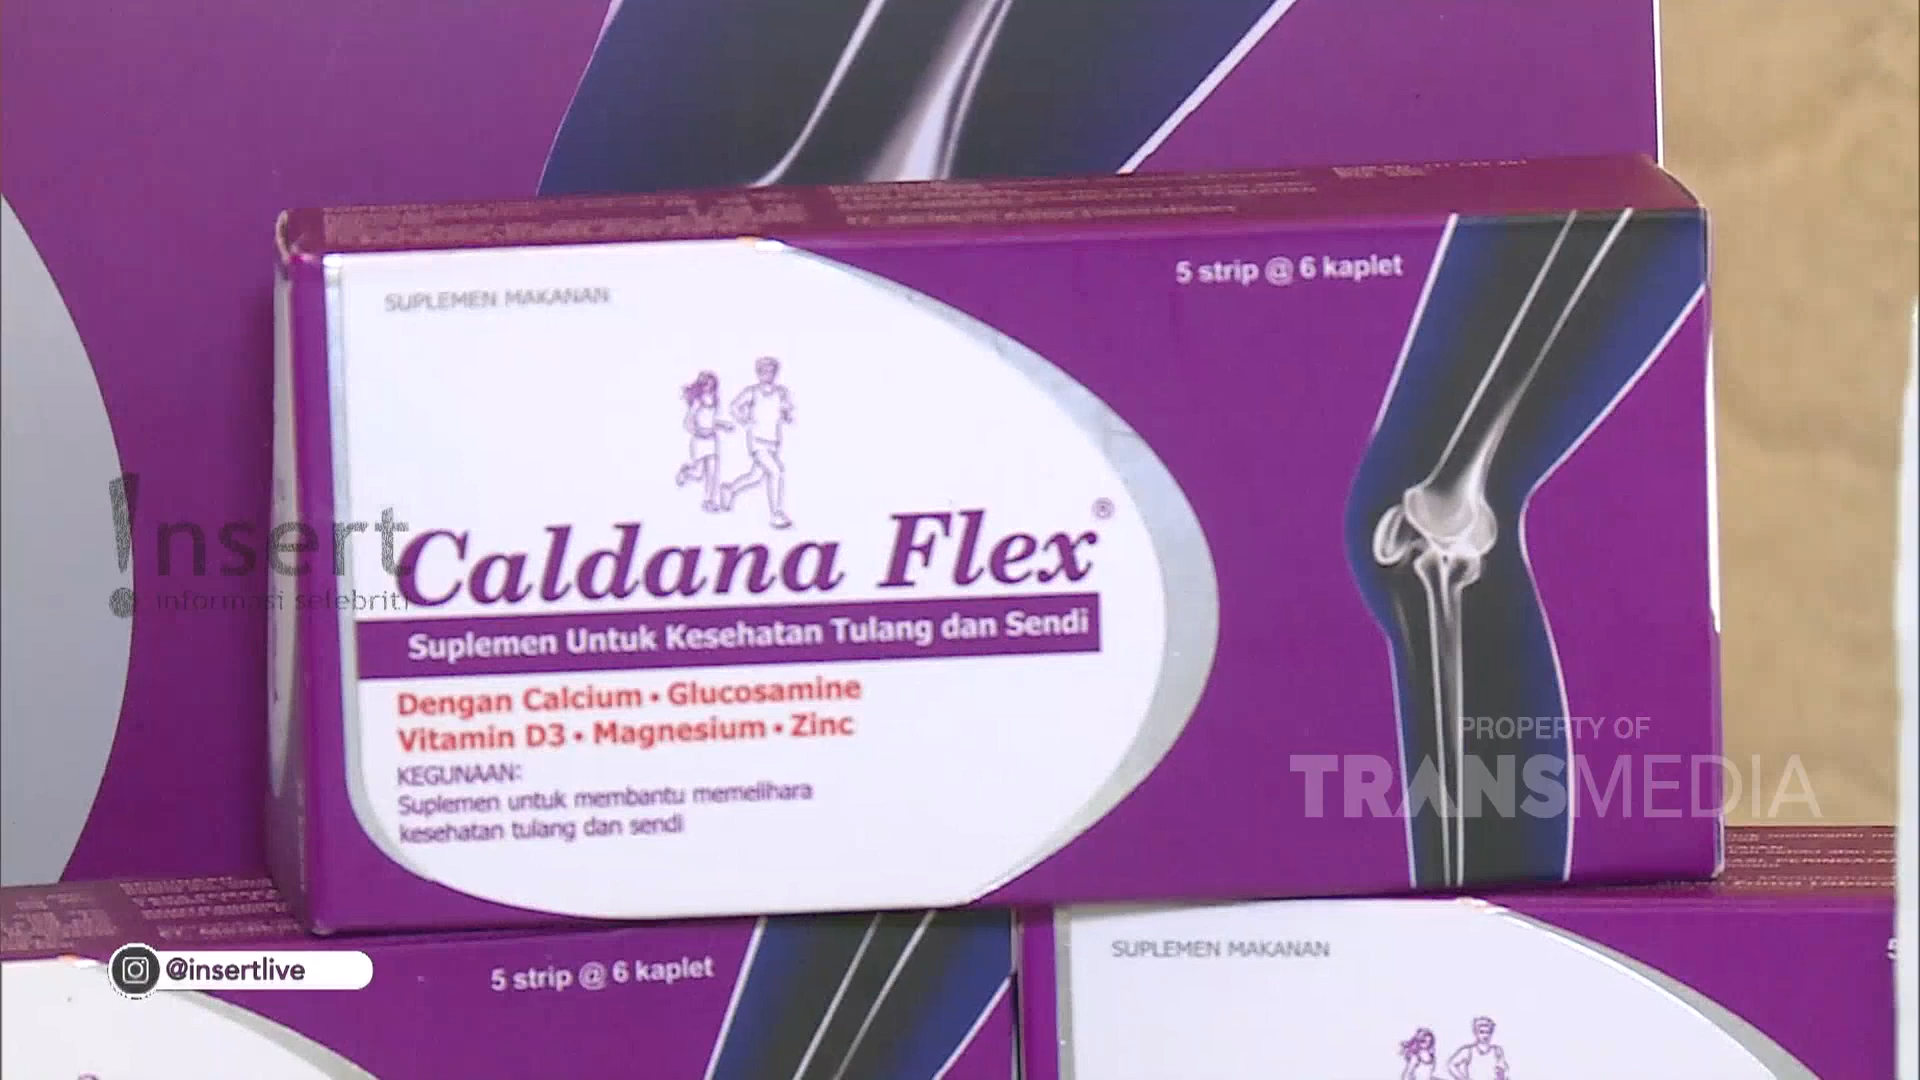 5 strip @ 6 kaplet
SUPLEMEN MAKANAN
Caldana Flex®
Suplemen Untuk Kesehatan Tulang dan Sendi
Dengan Calcium • Glucosamine
Vitamin D3 • Magnesium • Zinc
KEGUNAAN:
Suplemen untuk membantu memelihara
kesehatan tulang dan sendi
Insert
informasi selebriti
PROPERTY OF
TRANSMEDIA
@insertlive
5 strip @ 6 kaplet
SUPLEMEN MAKANAN
5